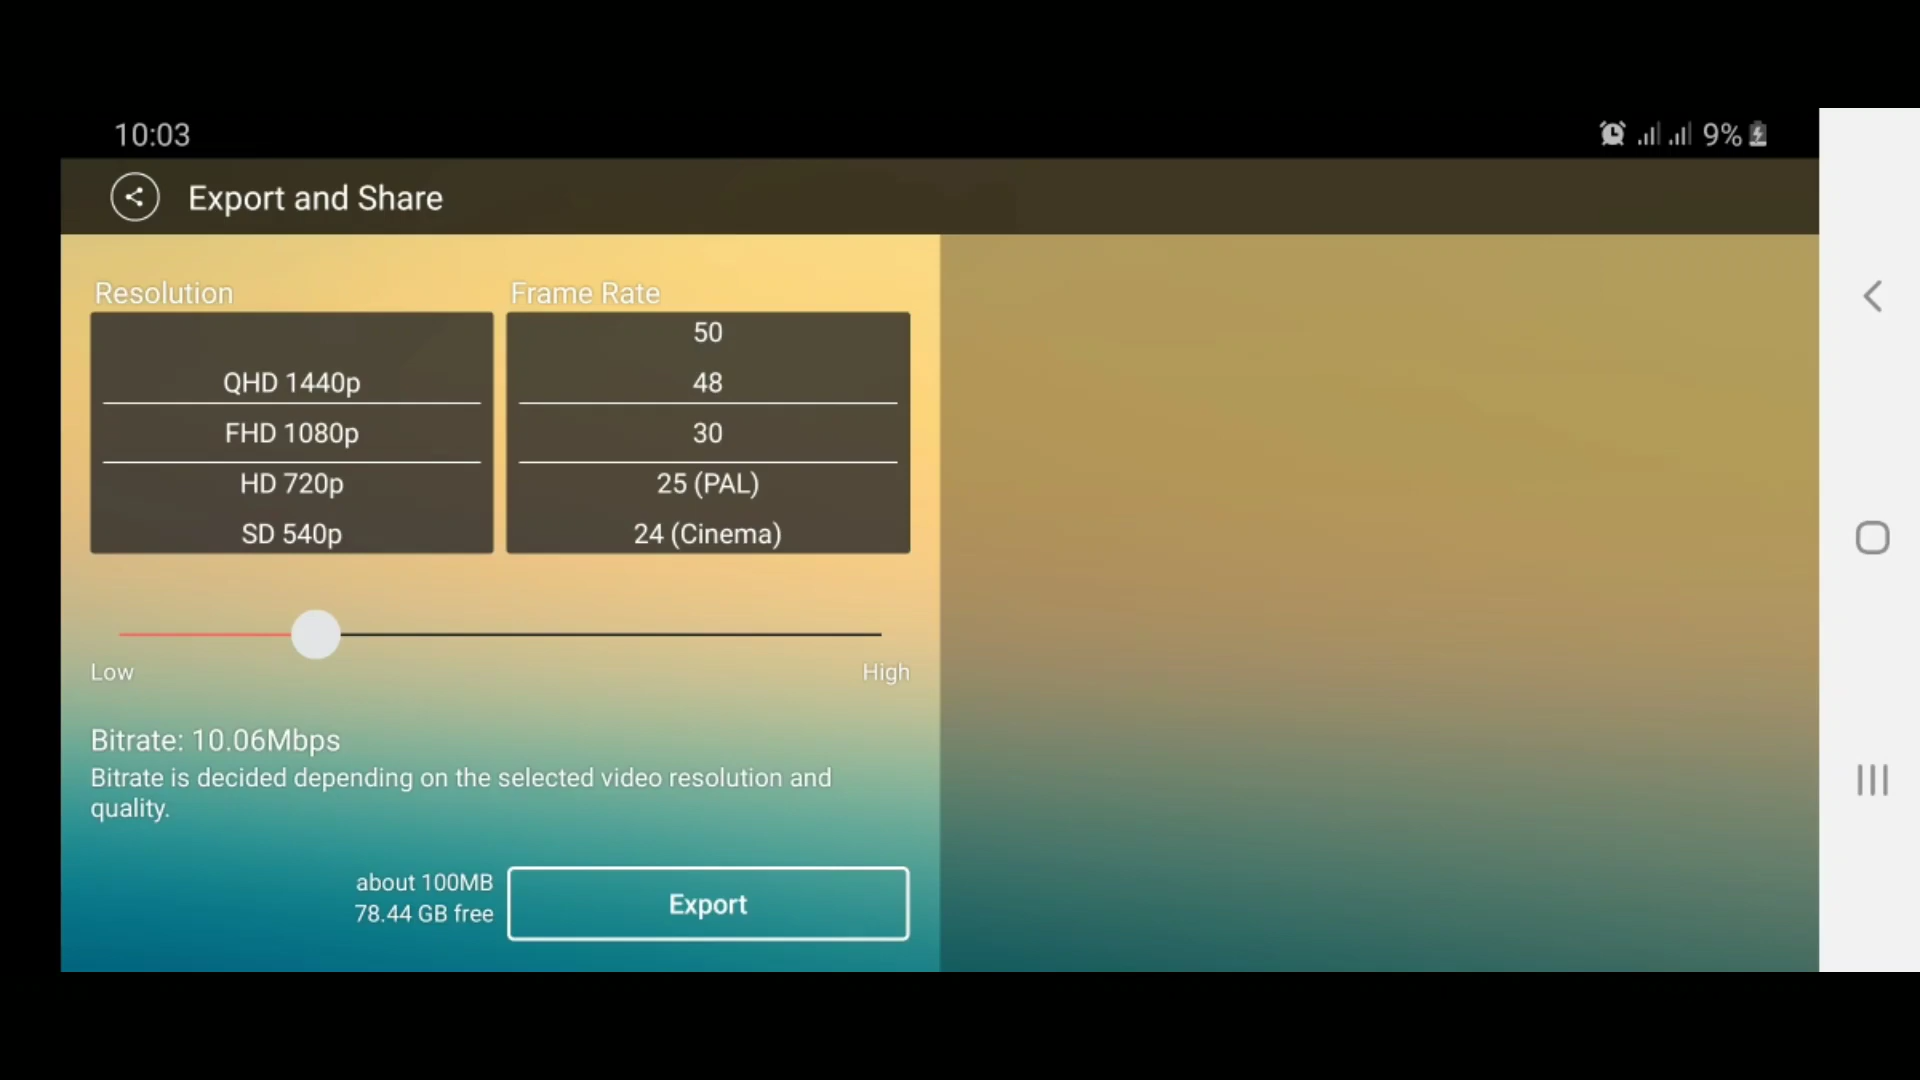 10:03
9%
Export and Share
Resolution
Frame Rate
QHD 1440p
FHD 1080p
HD 720p
SD 540p
50
48
30
25 (PAL)
24 (Cinema)
Low
High
Bitrate: 10.06Mbps
Bitrate is decided depending on the selected video resolution and
quality.
about 100MB
78.44 GB free
Export